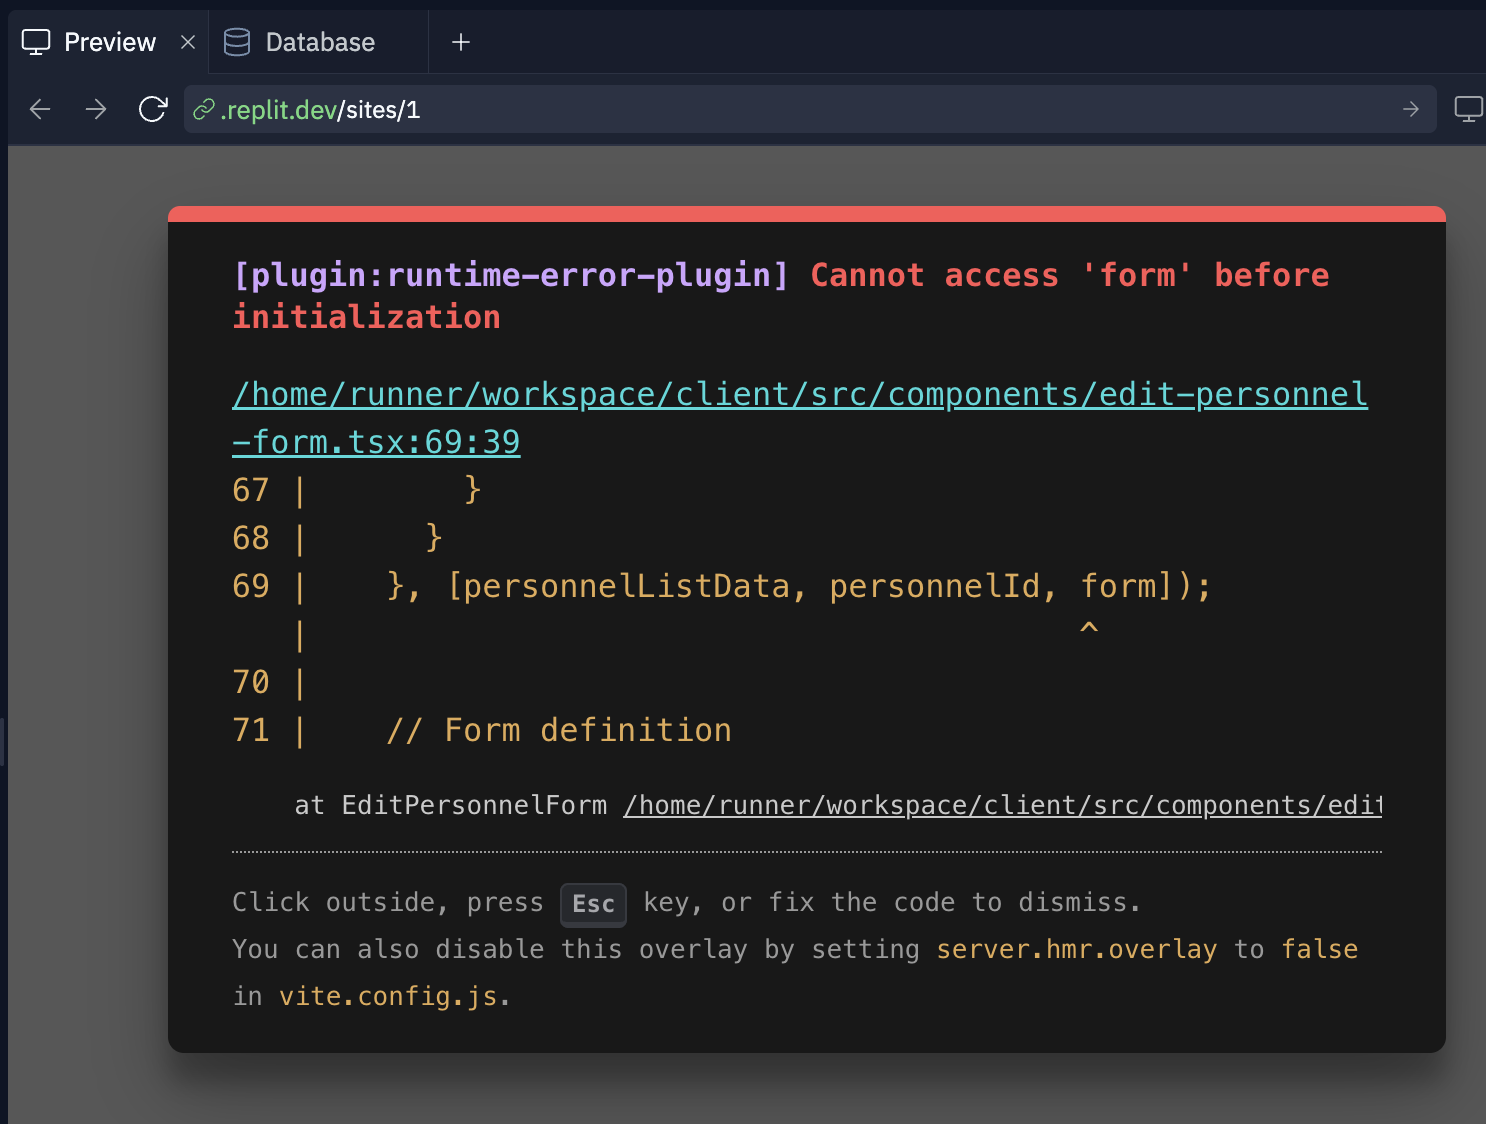 Preview
Database
.replit.dev/sites/1
[plugin:runtime-error-plugin] Cannot access 'form' before
initialization
/home/runner/workspace/client/src/components/edit-personnel
-form.tsx:69:39
67 |        }
68 |      }
69 |    }, [personnelListData, personnelId, form]);
   |                                        ^
70 |
71 |    // Form definition
at EditPersonnelForm /home/runner/workspace/client/src/components/edit
Click outside, press Esc key, or fix the code to dismiss.
You can also disable this overlay by setting server.hmr.overlay to false
in vite.config.js.